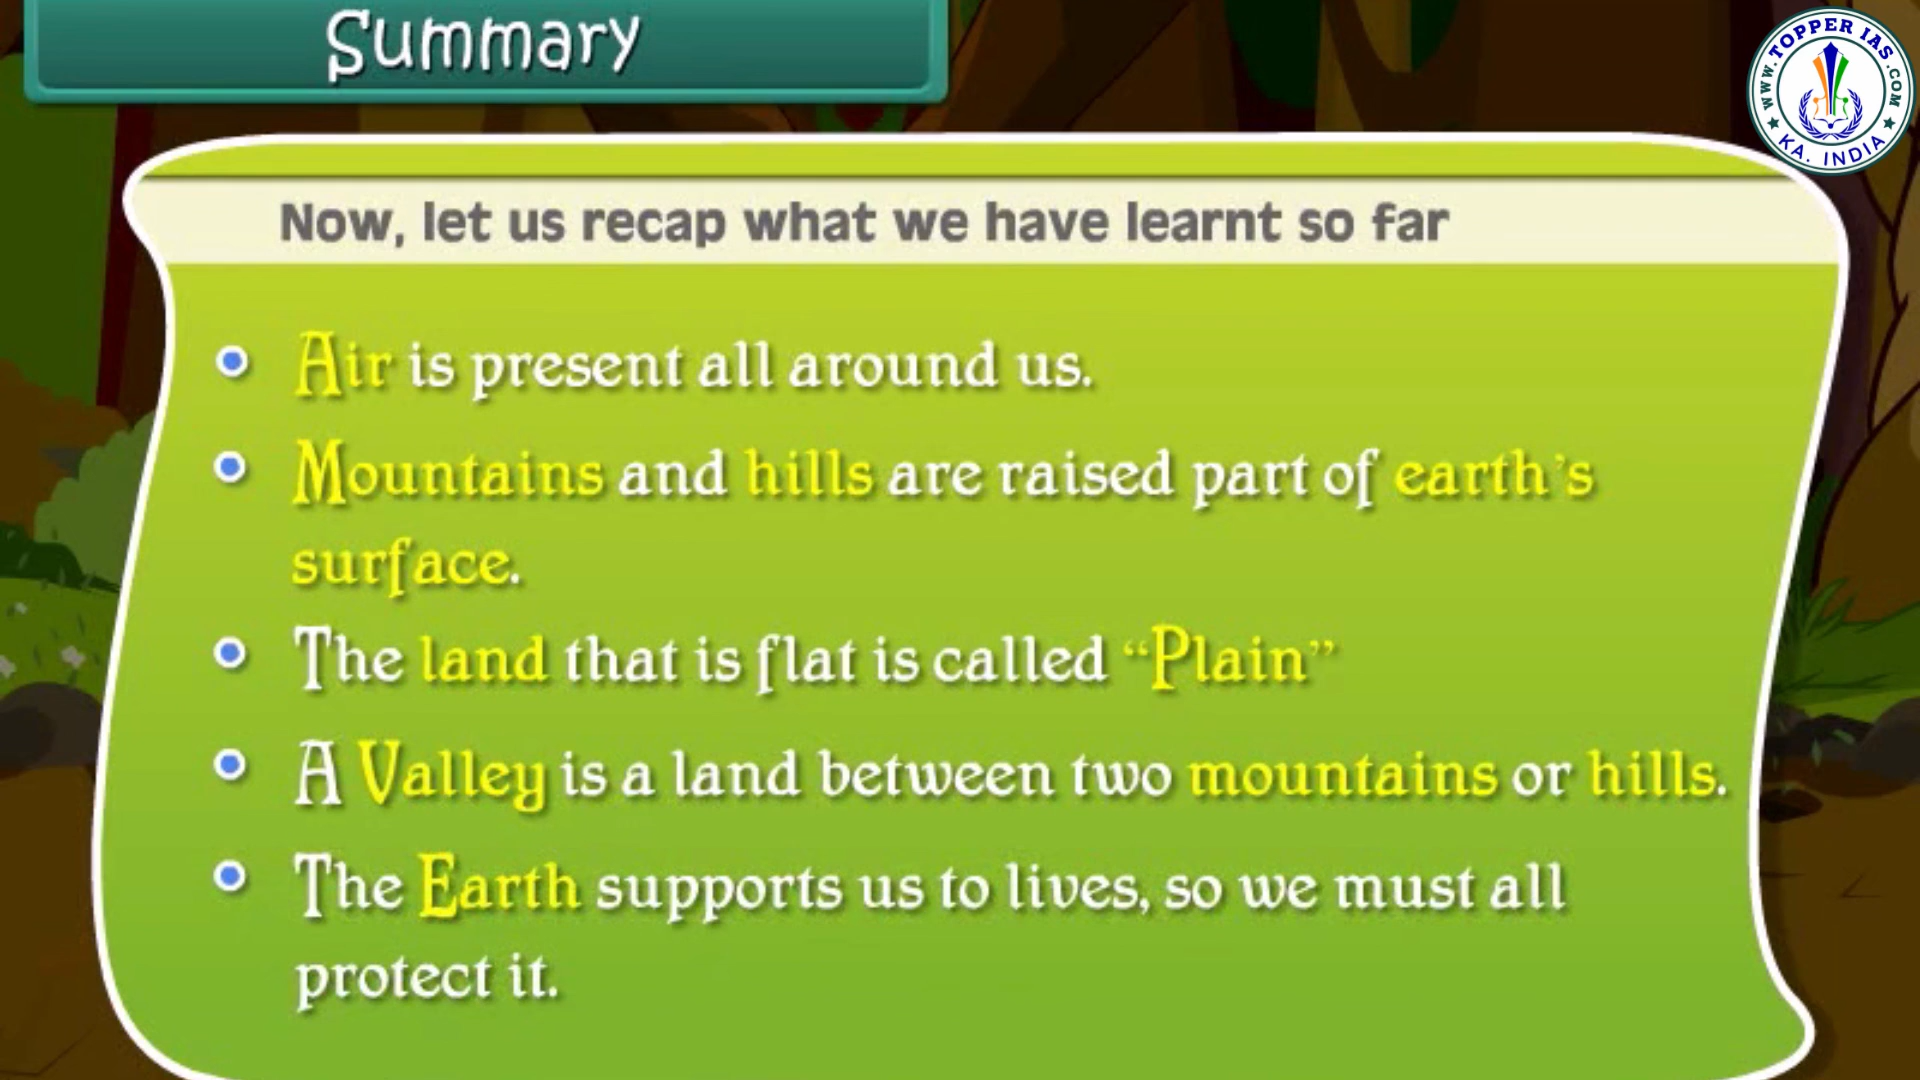 Summary
WWW.TOPPER IAS.COM
KA. INDIA
Now, let us recap what we have learnt so far
Air is present all around us.
Mountains and hills are raised part of earth's
surface.
The land that is flat is called “Plain”
A Valley is a land between two mountains or hills.
The Earth supports us to lives, so we must all
protect it.